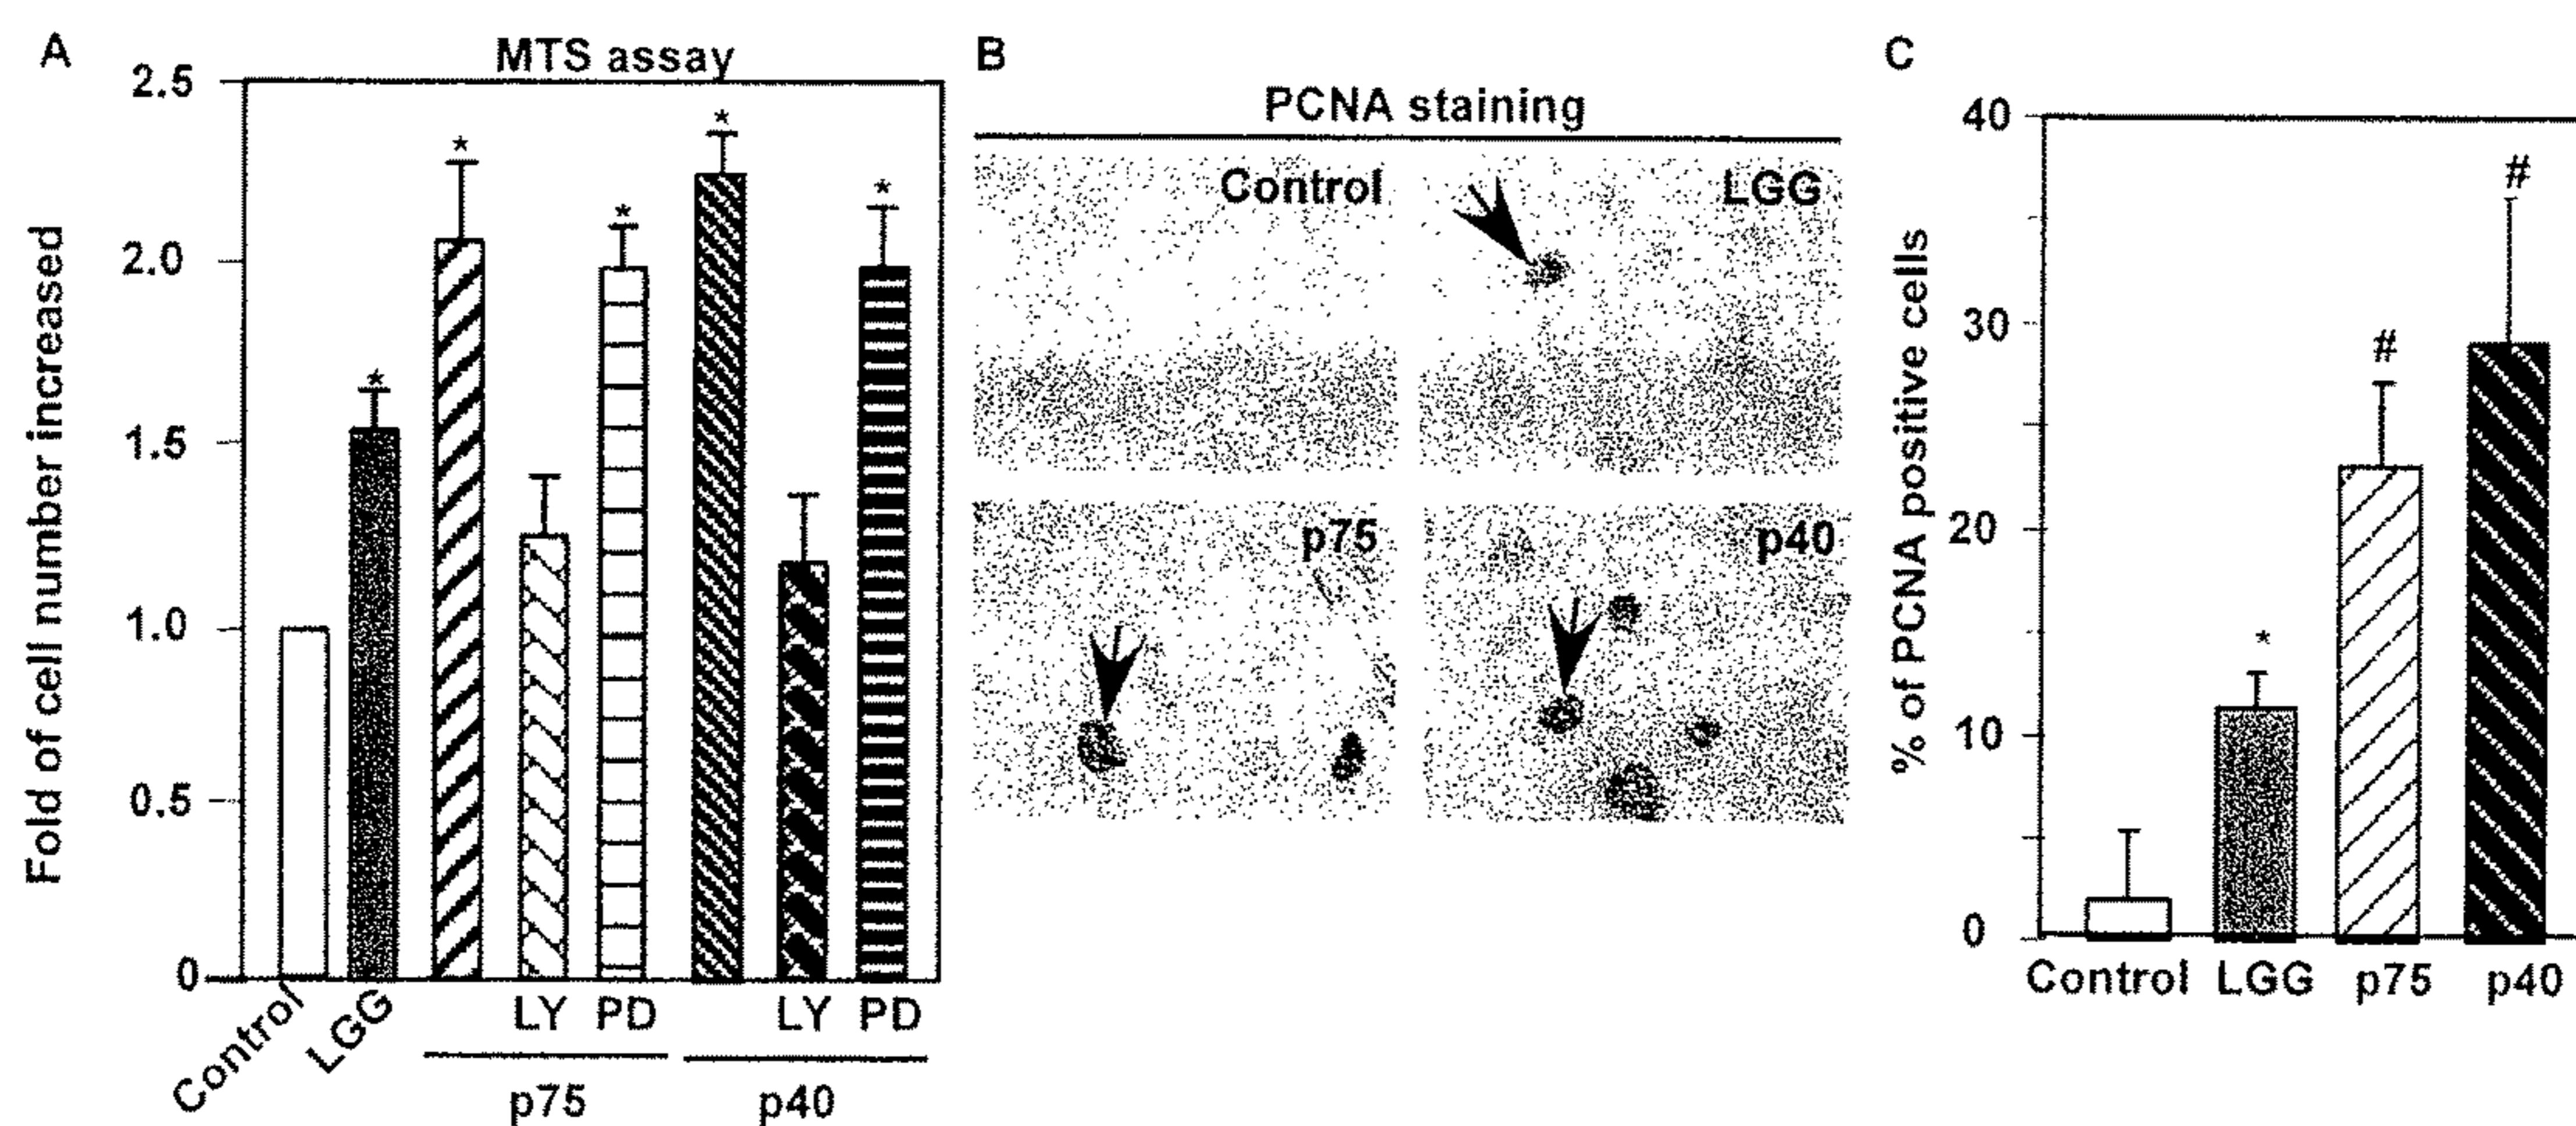 A
MTS assay
Fold of cell number increased
2.5
2.0
1.5
1.0
0.5
0
*
*
*
*
*
Control
LGG
LY PD
LY PD
p75
p40
B
PCNA staining
Control
LGG
p75
p40
C
% of PCNA positive cells
40
30
20
10
0
*
#
#
Control LGG p75 p40